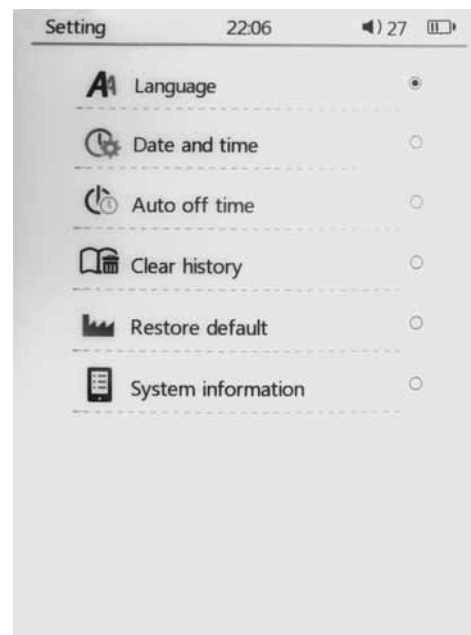 Setting 22:06 27
Language
Date and time
Auto off time
Clear history
Restore default
System information